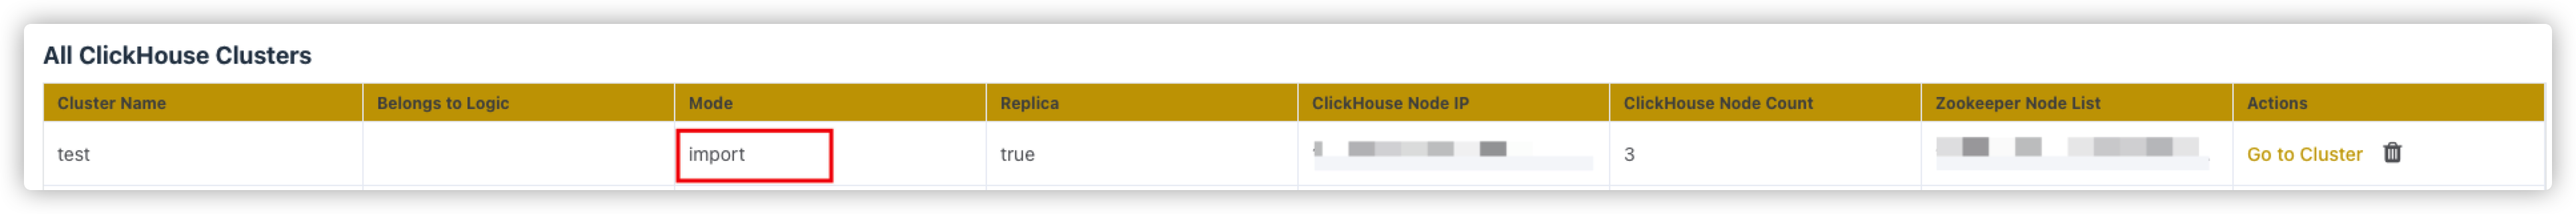 All ClickHouse Clusters
Cluster Name Belongs to Logic Mode Replica ClickHouse Node IP ClickHouse Node Count Zookeeper Node List Actions
test import true 3 Go to Cluster